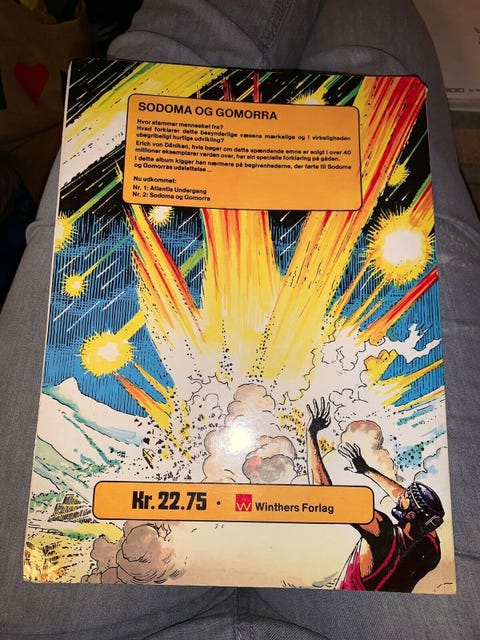 SODOMA OG GOMORRA
Hvor stammer mennesket fra?
Hvad forklarer dette besynderlige væsens mærkelige og i virkeligheden
ubegribeligt hurtige udvikling?
Erich von Däniken, hvis bøger om dette spændende emne er solgt i over 40
millioner eksemplarer verden over, har sin specielle forklaring på gåden.
I dette album kigger han nærmere på begivenhederne, der førte til Sodoma
og Gomorras udslettelse ...
Nu udkommet:
Nr. 1: Atlantis Undergang
Nr. 2: Sodoma og Gomorra
Kr. 22.75 · W Winthers Forlag